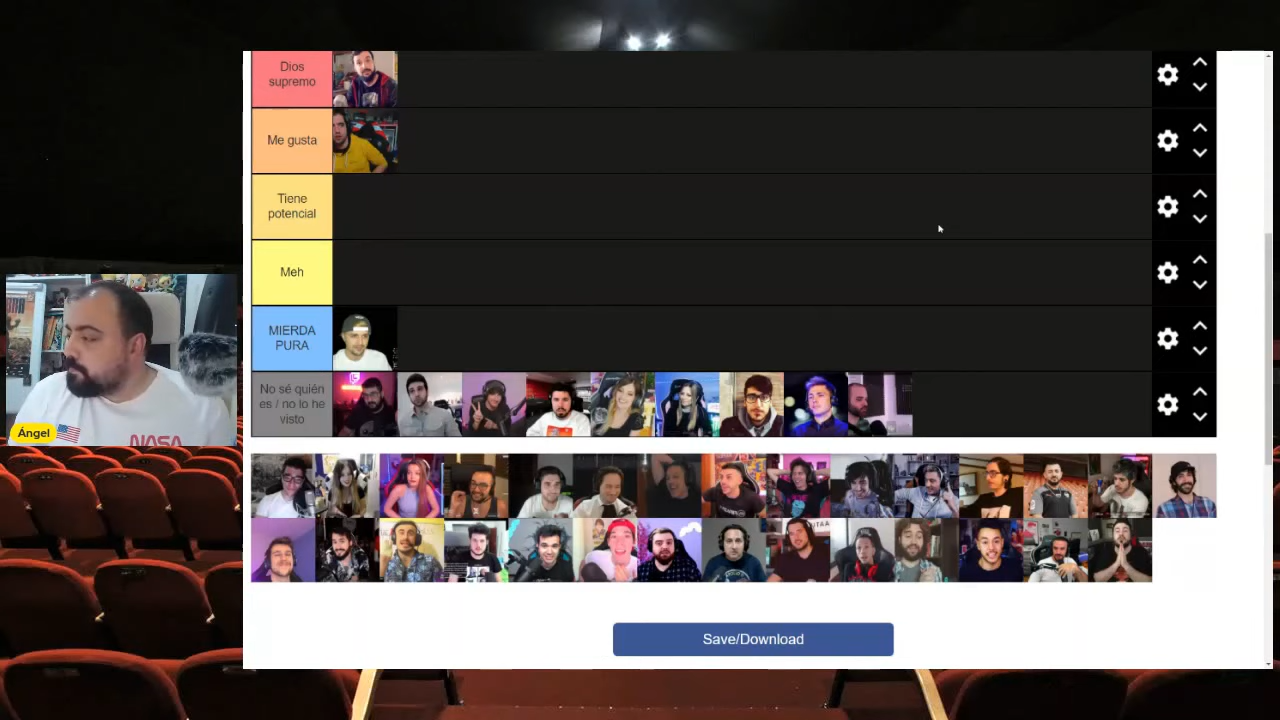 Dios
supremo
Me gusta
Tiene
potencial
Meh
MIERDA
PURA
No sé quién
es / no lo he
visto
Ángel
NASA
Save/Download